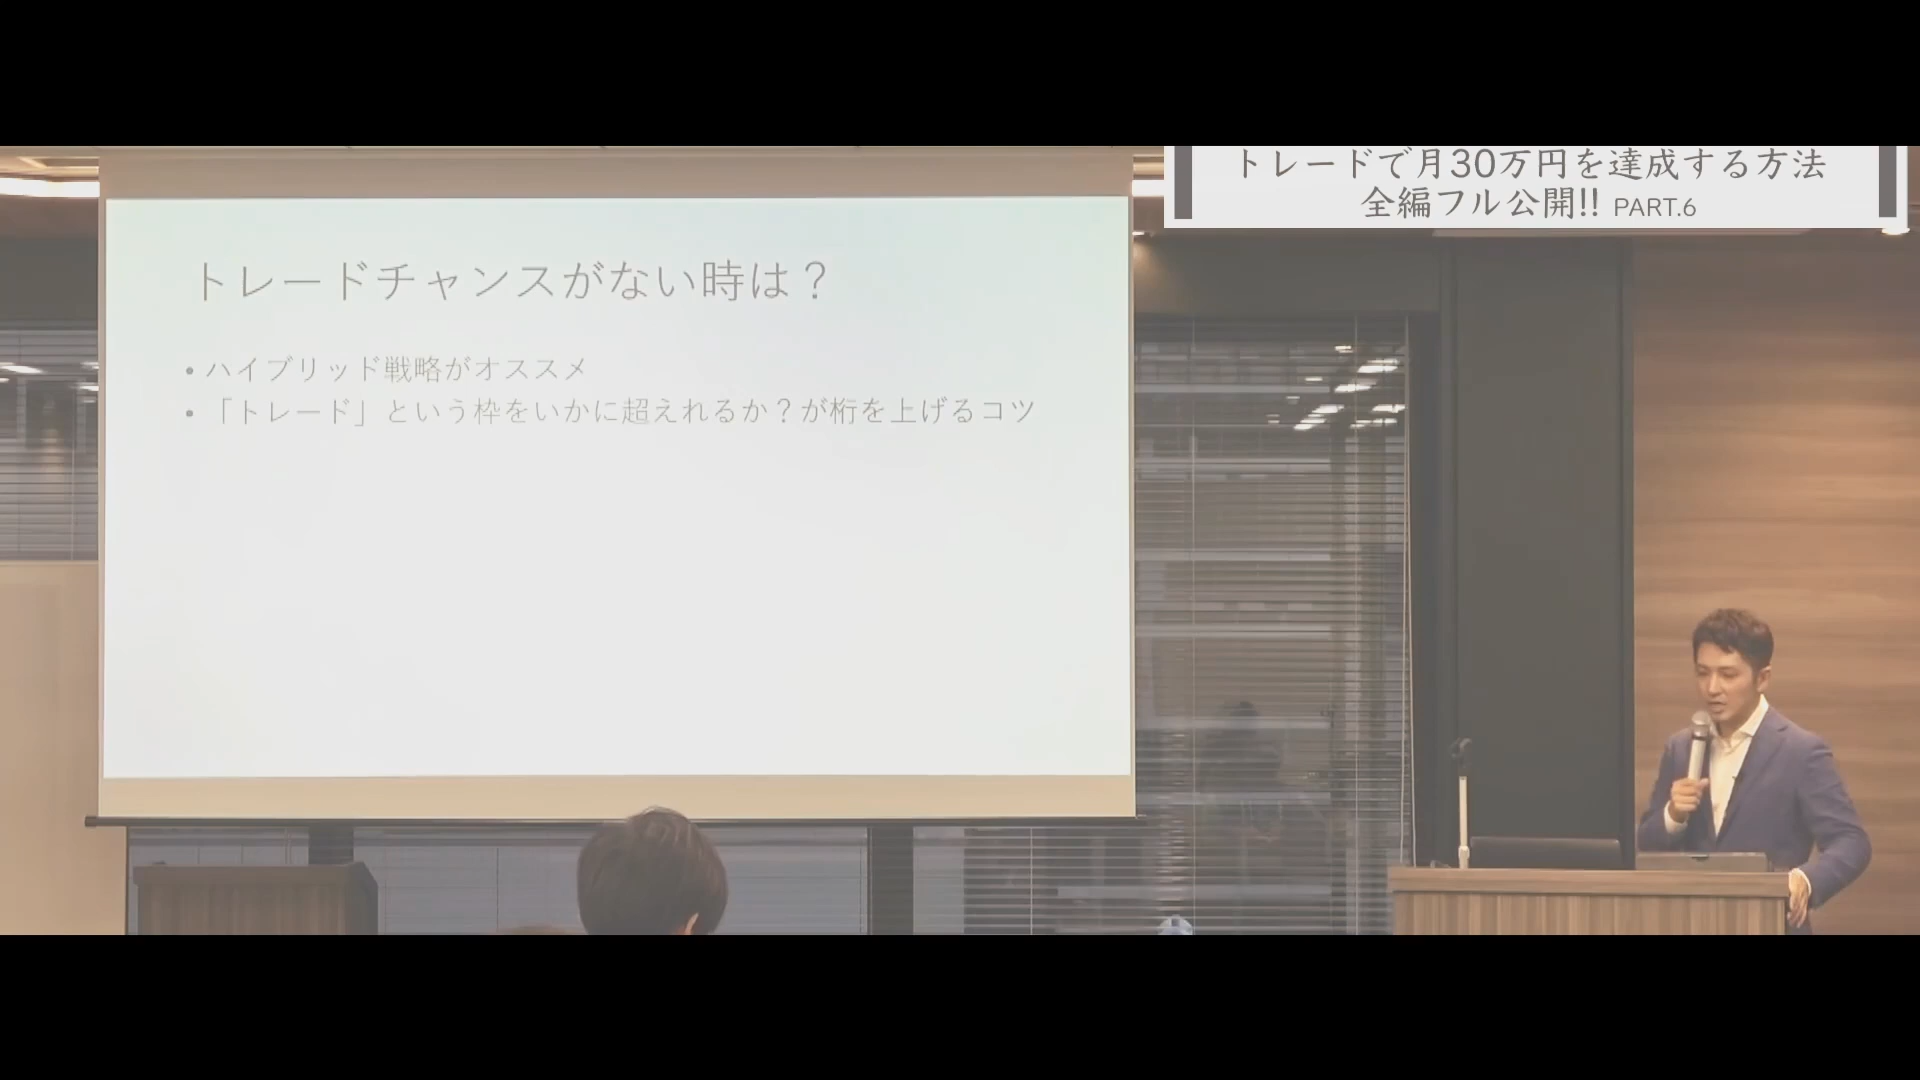 トレードで月30万円を達成する方法
全編フル公開!! PART.6
トレードチャンスがない時は？
• ハイブリッド戦略がオススメ
• 「トレード」という枠をいかに超えれるか？が桁を上げるコツ